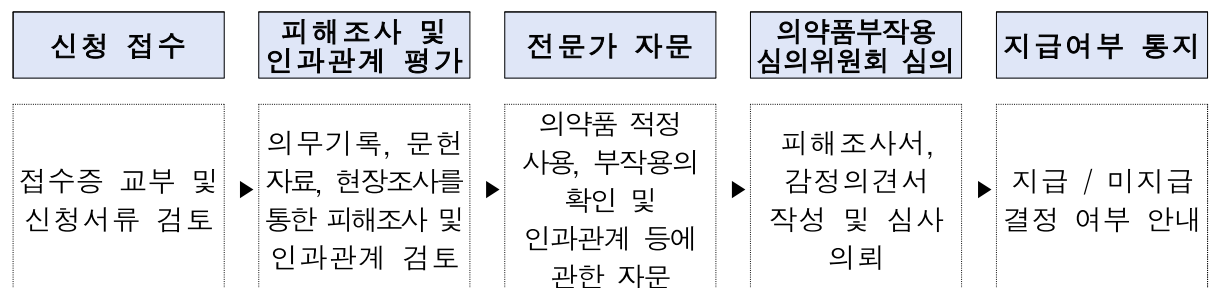 신청 접수
피해조사 및
인과관계 평가
전문가 자문
의약품부작용
심의위원회 심의
지급여부 통지
접수증 교부 및
신청서류 검토
의무기록, 문헌
자료, 현장조사를
통한 피해조사 및
인과관계 검토
의약품 적정
사용, 부작용의
확인 및
인과관계 등에
관한 자문
피해조사서,
감정의견서
작성 및 심사
의뢰
지급 / 미지급
결정 여부 안내